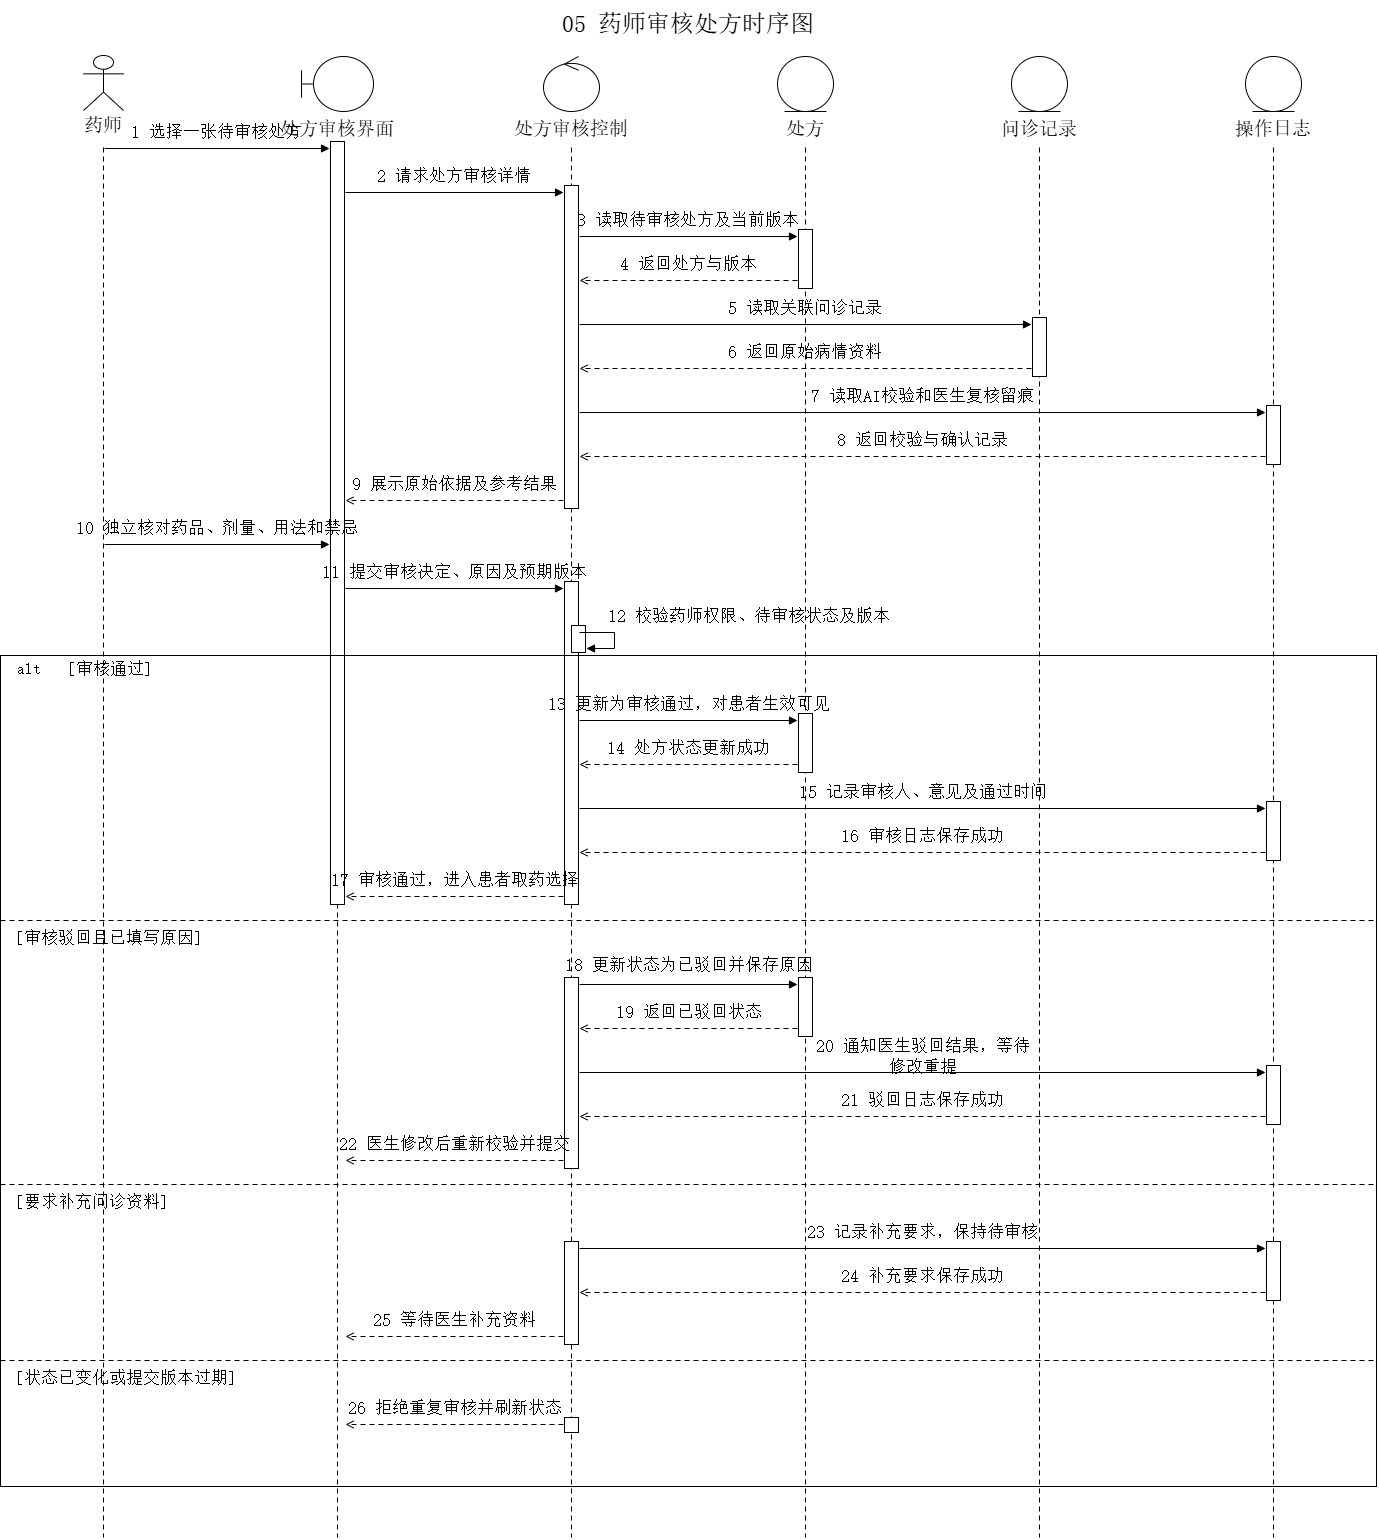 05 药师审核处方时序图
药师
处方审核界面
处方审核控制
处方
问诊记录
操作日志
1 选择一张待审核处方
2 请求处方审核详情
3 读取待审核处方及当前版本
4 返回处方与版本
5 读取关联问诊记录
6 返回原始病情资料
7 读取AI校验和医生复核留痕
8 返回校验与确认记录
9 展示原始依据及参考结果
10 独立核对药品、剂量、用法和禁忌
11 提交审核决定、原因及预期版本
12 校验药师权限、待审核状态及版本
alt [审核通过]
13 更新为审核通过，对患者生效可见
14 处方状态更新成功
15 记录审核人、意见及通过时间
16 审核日志保存成功
17 审核通过，进入患者取药选择
[审核驳回且已填写原因]
18 更新状态为已驳回并保存原因
19 返回已驳回状态
20 通知医生驳回结果，等待
修改重提
21 驳回日志保存成功
22 医生修改后重新校验并提交
[要求补充问诊资料]
23 记录补充要求，保持待审核
24 补充要求保存成功
25 等待医生补充资料
[状态已变化或提交版本过期]
26 拒绝重复审核并刷新状态